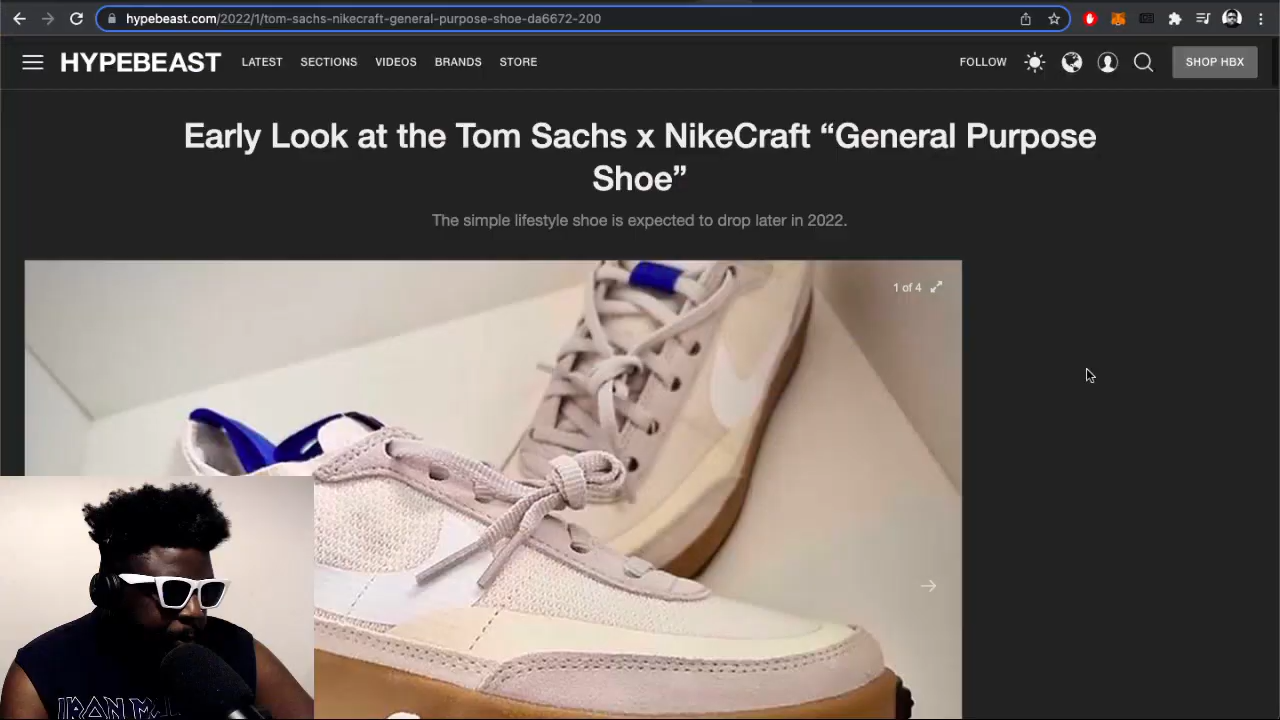 hypebeast.com/2022/1/tom-sachs-nikecraft-general-purpose-shoe-da6672-200
HYPEBEAST LATEST SECTIONS VIDEOS BRANDS STORE FOLLOW SHOP HBX
Early Look at the Tom Sachs x NikeCraft “General Purpose
Shoe”
The simple lifestyle shoe is expected to drop later in 2022.
1 of 4
IRON